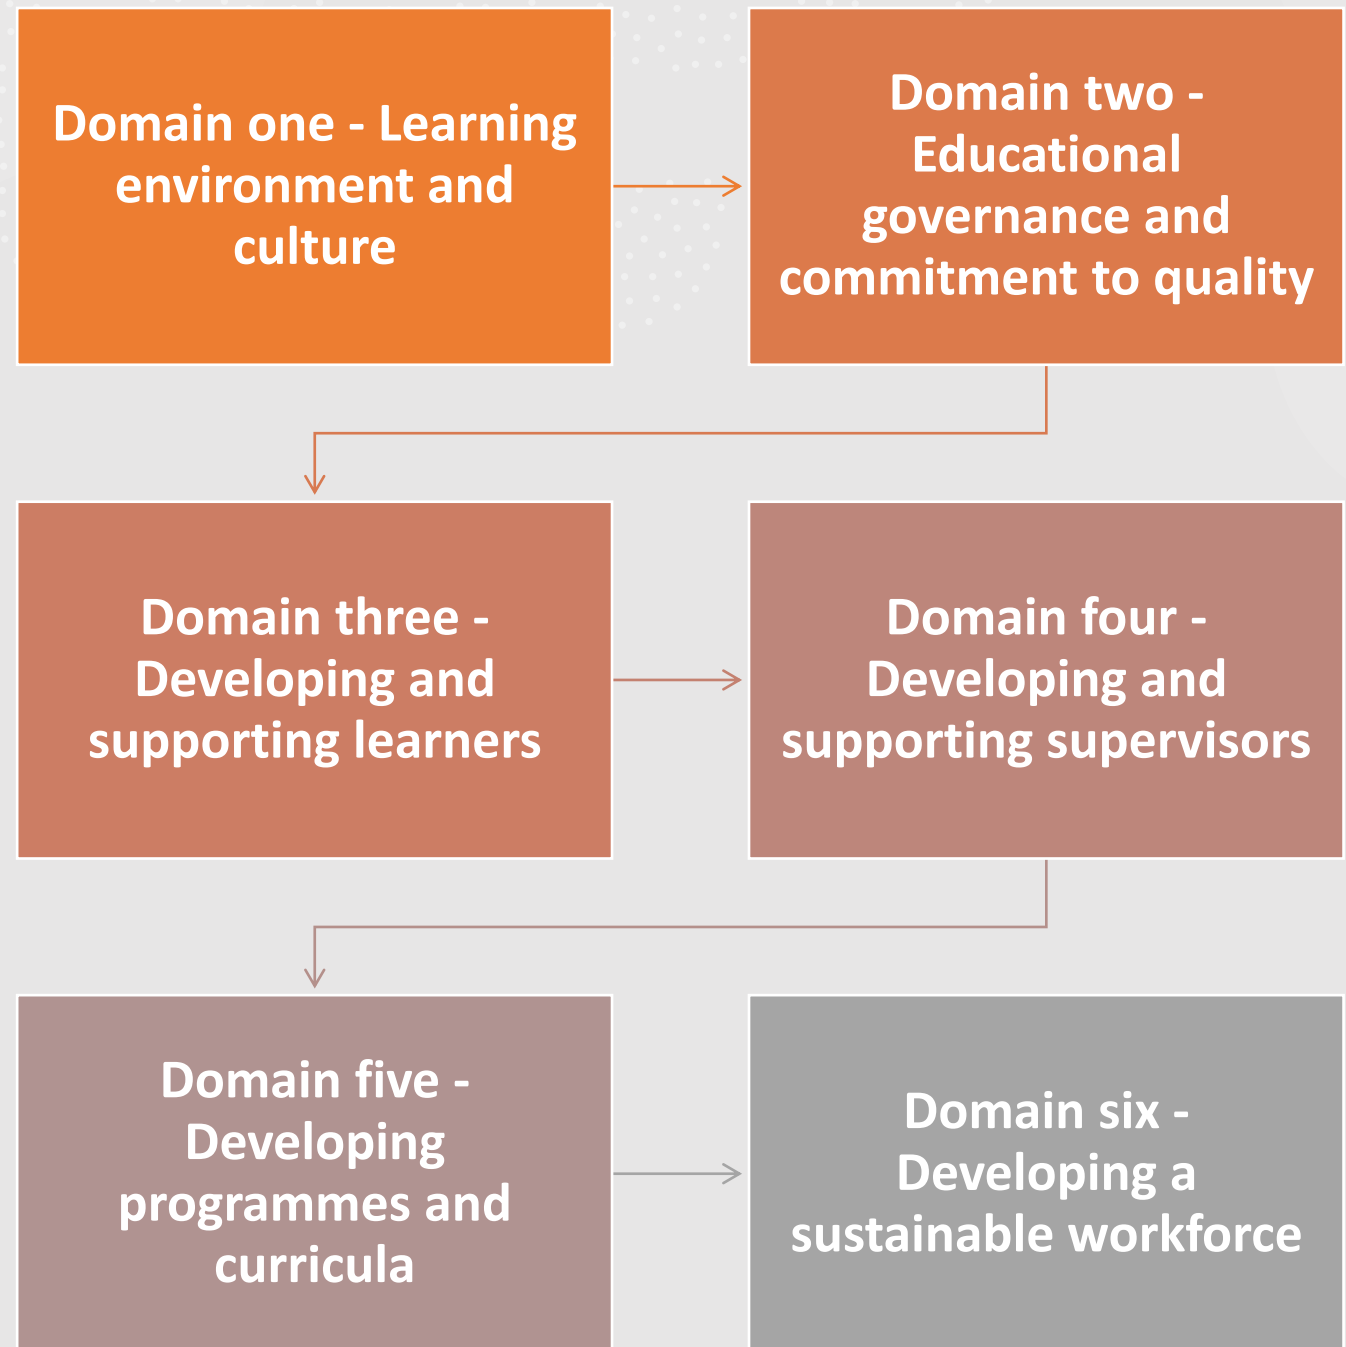 Domain one - Learning
environment and
culture
Domain two -
Educational
governance and
commitment to quality
Domain three -
Developing and
supporting learners
Domain four -
Developing and
supporting supervisors
Domain five -
Developing
programmes and
curricula
Domain six -
Developing a
sustainable workforce